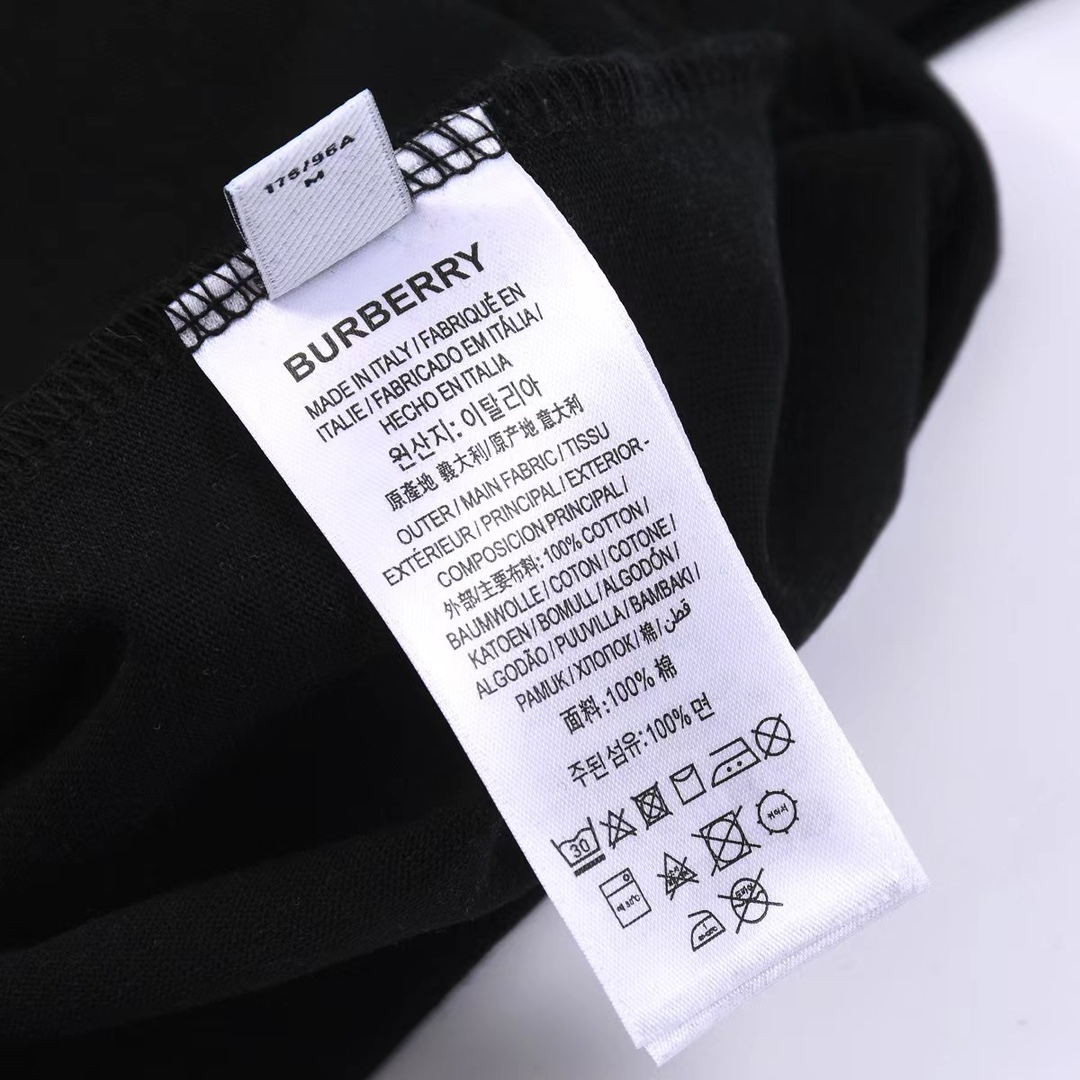 175/96A
M
BURBERRY
MADE IN ITALY / FABRIQUÉ EN
ITALIE / FABRICADO EM ITÀLIA /
HECHO EN ITALIA
원산지: 이탈리아
原產地 義大利/原产地 意大利
OUTER / MAIN FABRIC / TISSU
EXTÉRIEUR / PRINCIPAL / EXTERIOR-
COMPOSICION PRINCIPAL /
外部/主要布料: 100% COTTON /
BAUMWOLLE / COTON / COTONE /
KATOEN / BOMULL / ALGODÓN /
ALGODÃO / PUUVILLA / BAMBAKI /
PAMUK / ХЛОПОК / 棉 / قطن
面料:100% 棉
주된 섬유:100% 면
30